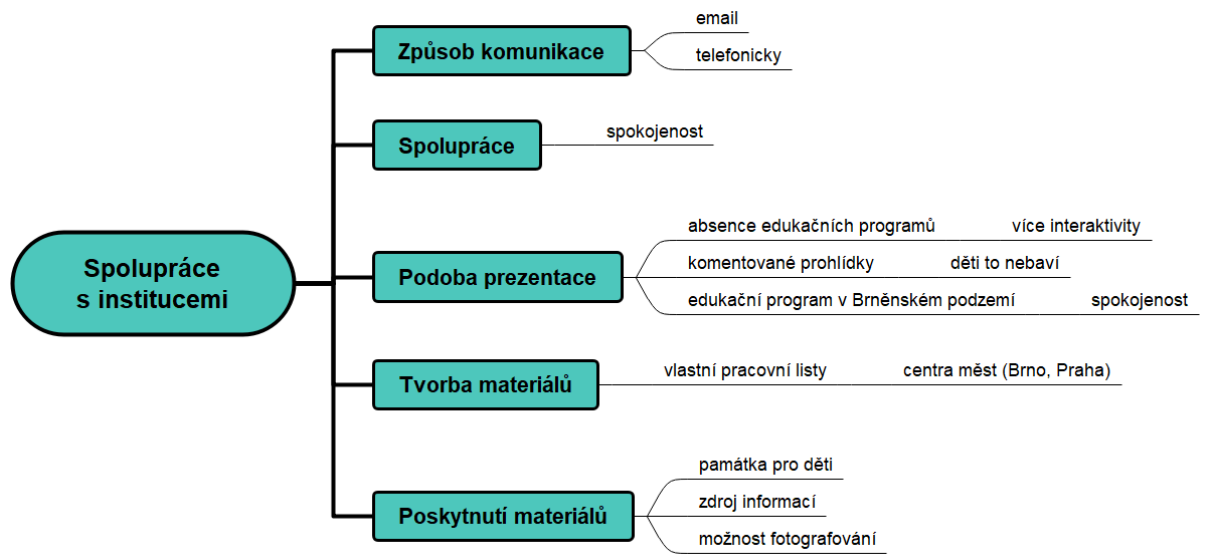 Spolupráce
s institucemi
Způsob komunikace
email
telefonicky
Spolupráce
spokojenost
Podoba prezentace
absence edukačních programů
více interaktivity
komentované prohlídky
děti to nebaví
edukační program v Brněnském podzemí
spokojenost
Tvorba materiálů
vlastní pracovní listy
centra měst (Brno, Praha)
Poskytnutí materiálů
památka pro děti
zdroj informací
možnost fotografování